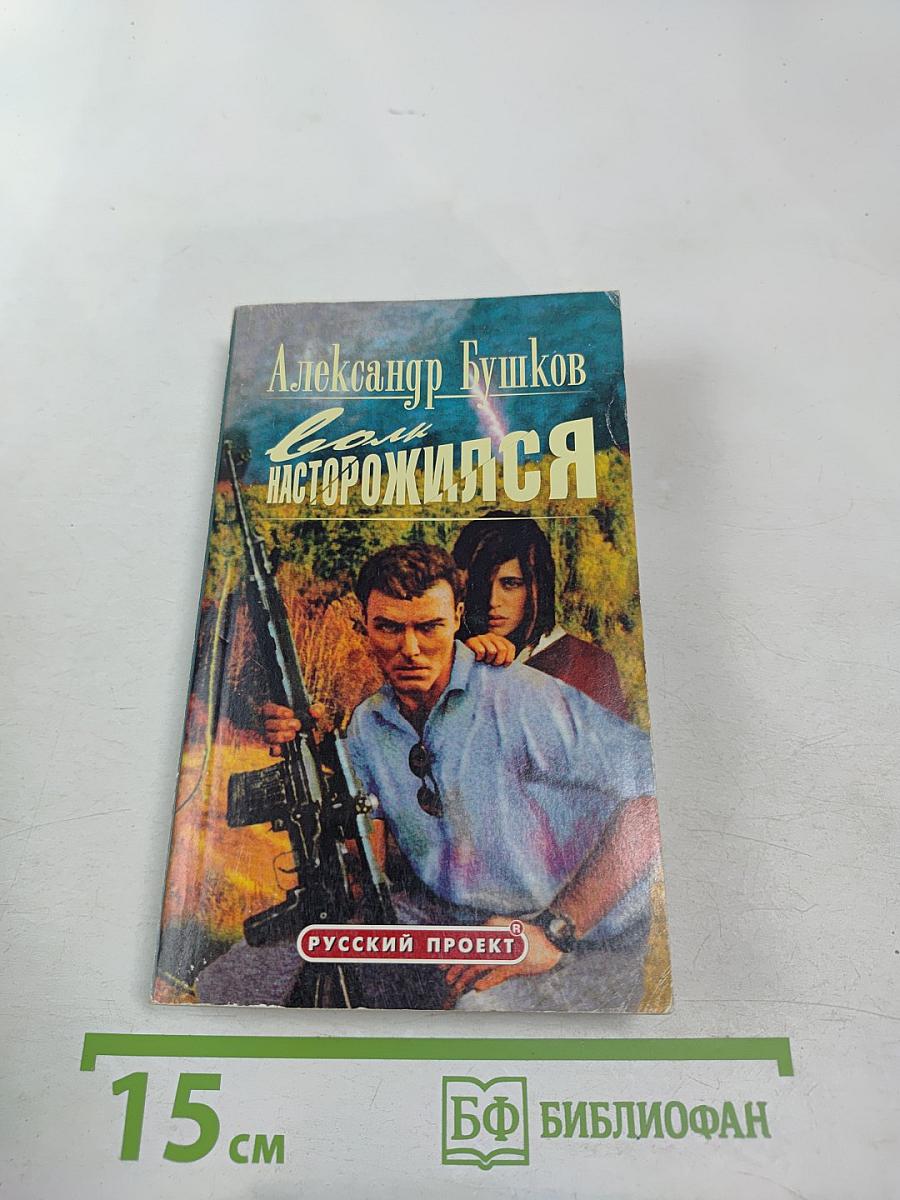 Александр Бушков
Волк
НАСТОРОЖИЛСЯ
РУССКИЙ ПРОЕКТ ®
15 см
БФ БИБЛИОФАН